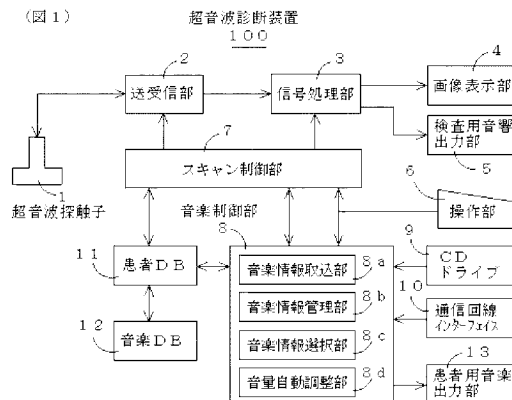 (図1)
超音波診断装置
100
2
送受信部
3
信号処理部
4
画像表示部
検査用音響
出力部
5
7
スキャン制御部
1
超音波探触子
音楽制御部
8
6
操作部
11
患者DB
12
音楽DB
音楽情報取込部
8a
音楽情報管理部
8b
音楽情報選択部
8c
音量自動調整部
8d
9
CD
ドライブ
10
通信回線
インターフェイス
13
患者用音楽
出力部